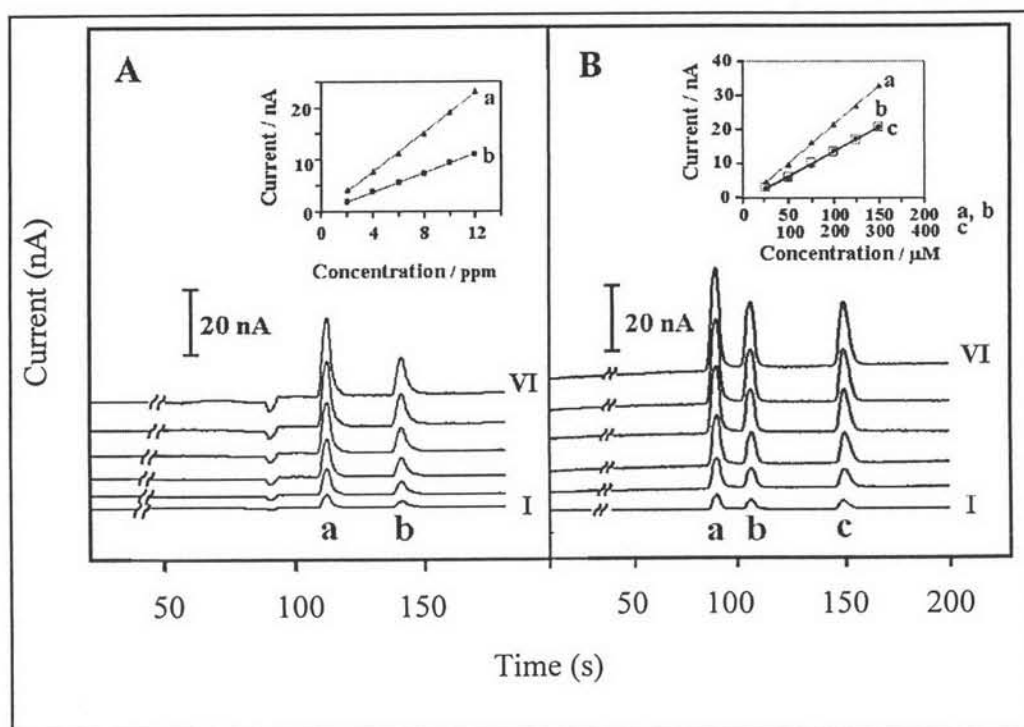 Current (nA)
A
Current / nA
20
10
0
a
b
0 4 8 12
Concentration / ppm
20 nA
VI
I
a b
50 100 150
B
Current / nA
40
30
20
10
0
a
b
c
0 50 100 150 200 a, b
100 200 300 400 c
Concentration / µM
20 nA
VI
I
a b c
50 100 150 200
Time (s)